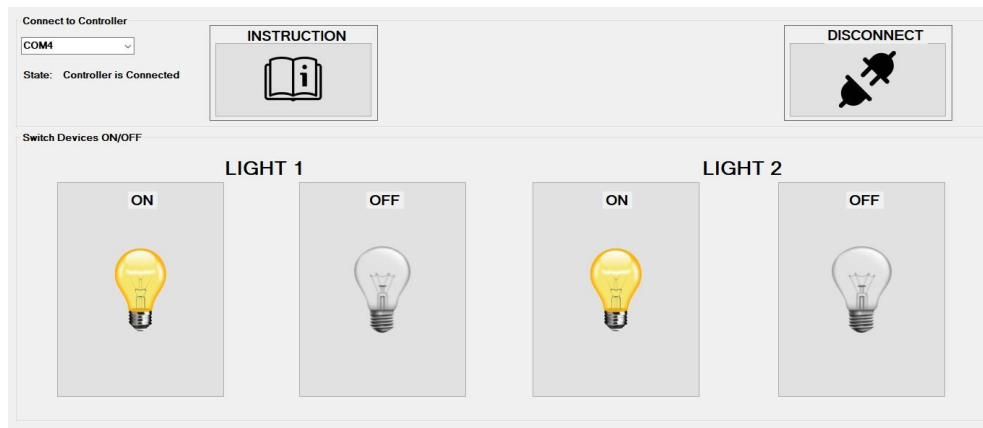 Connect to Controller
COM4
INSTRUCTION
DISCONNECT
State: Controller is Connected
i
Switch Devices ON/OFF
LIGHT 1
LIGHT 2
ON
OFF
ON
OFF